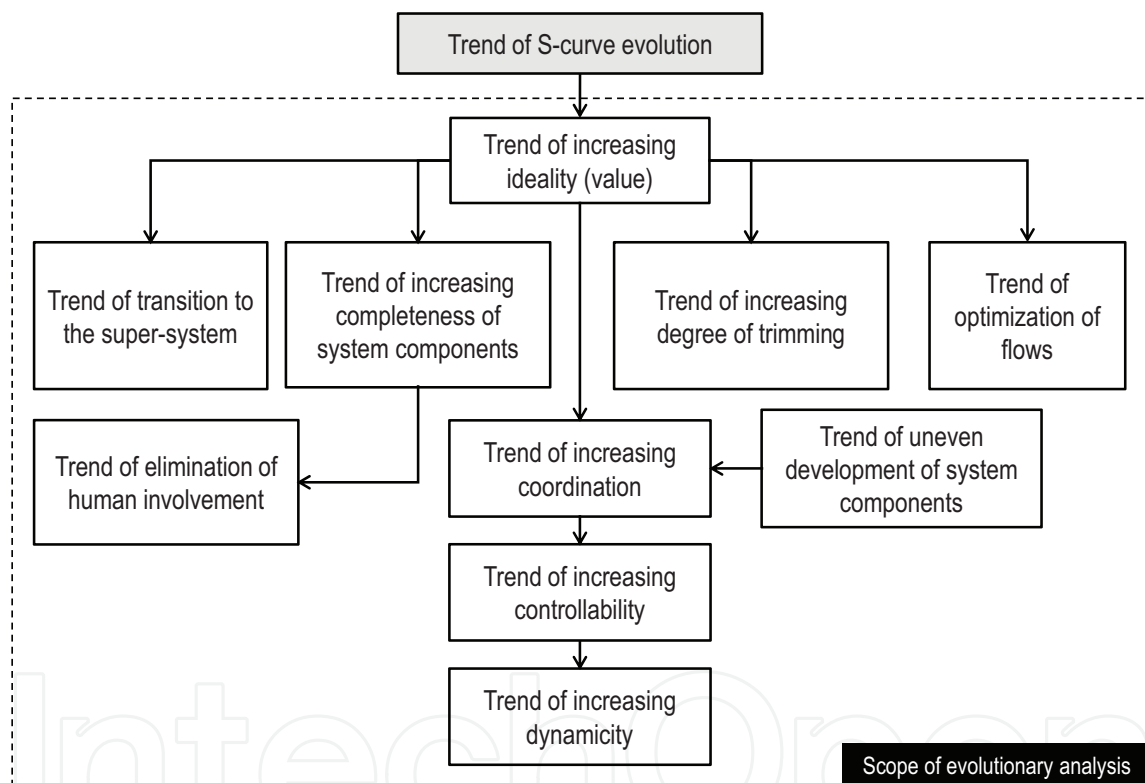 Trend of S-curve evolution
Trend of increasing
ideality (value)
Trend of transition to
the super-system
Trend of increasing
completeness of
system components
Trend of increasing
degree of trimming
Trend of
optimization of
flows
Trend of elimination of
human involvement
Trend of increasing
coordination
Trend of uneven
development of system
components
Trend of increasing
controllability
Trend of increasing
dynamicity
IntechOpen
Scope of evolutionary analysis